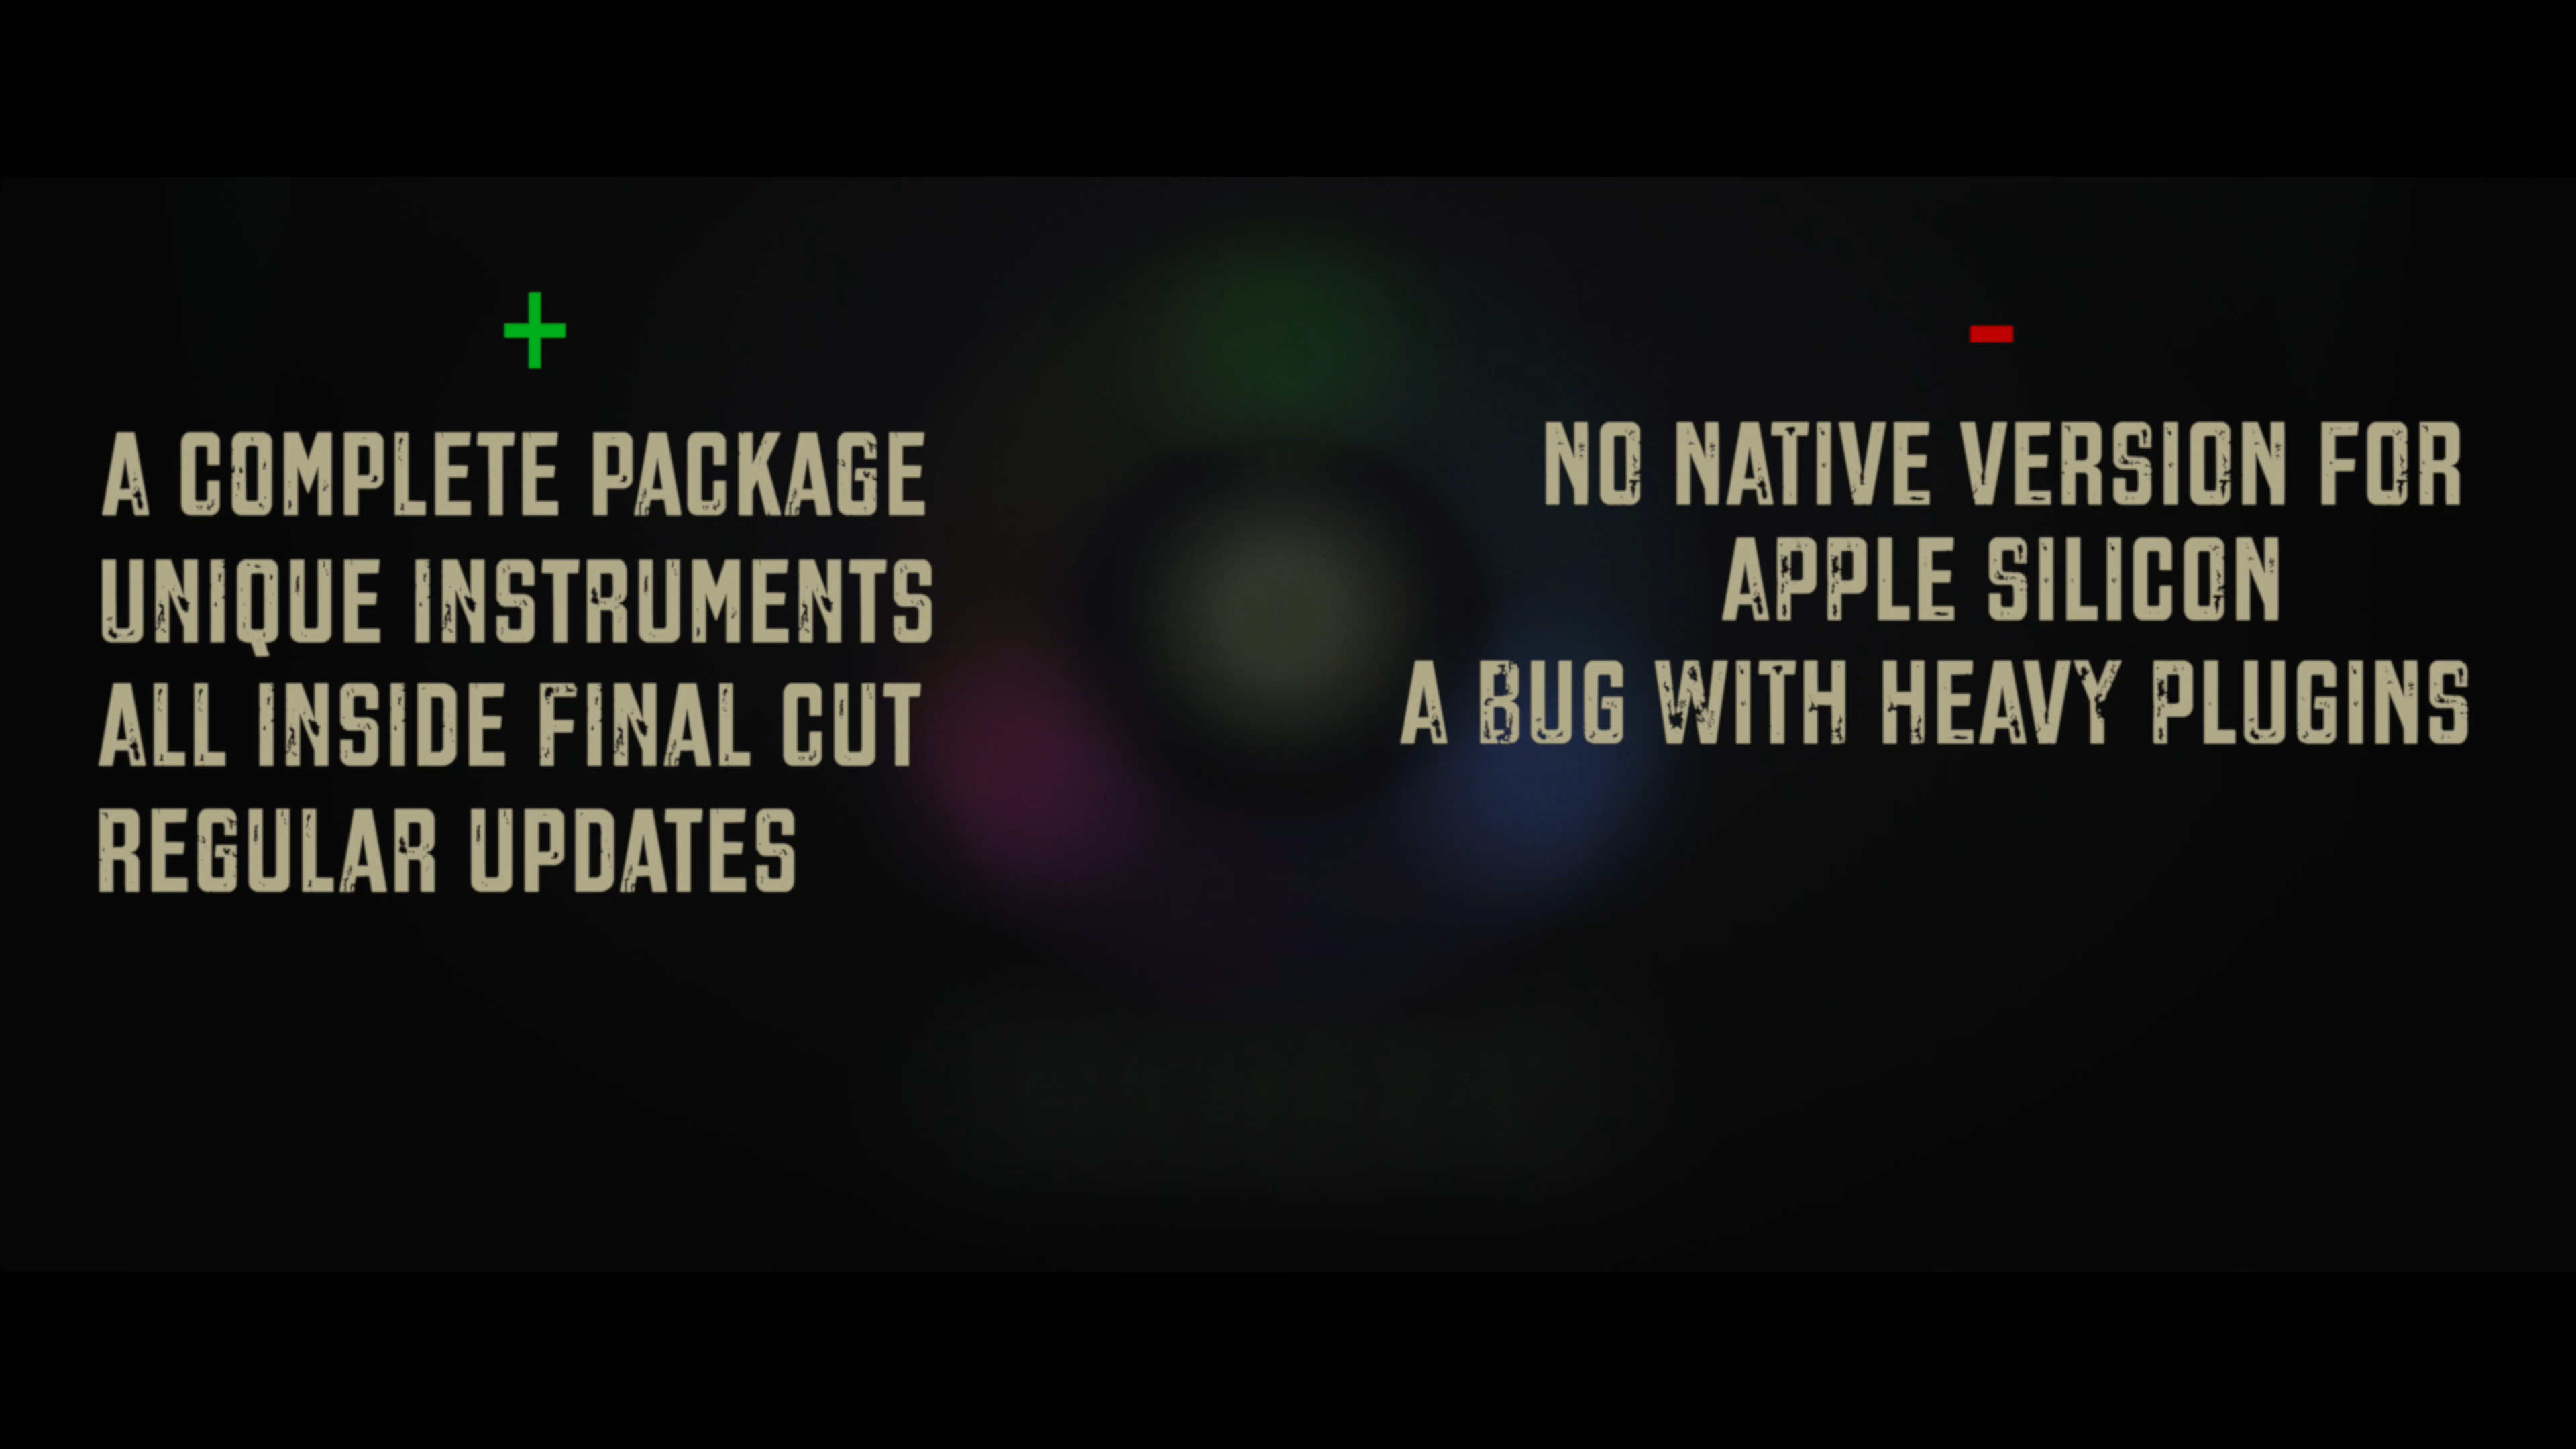 +
A COMPLETE PACKAGE
UNIQUE INSTRUMENTS
ALL INSIDE FINAL CUT
REGULAR UPDATES
-
NO NATIVE VERSION FOR
APPLE SILICON
A BUG WITH HEAVY PLUGINS